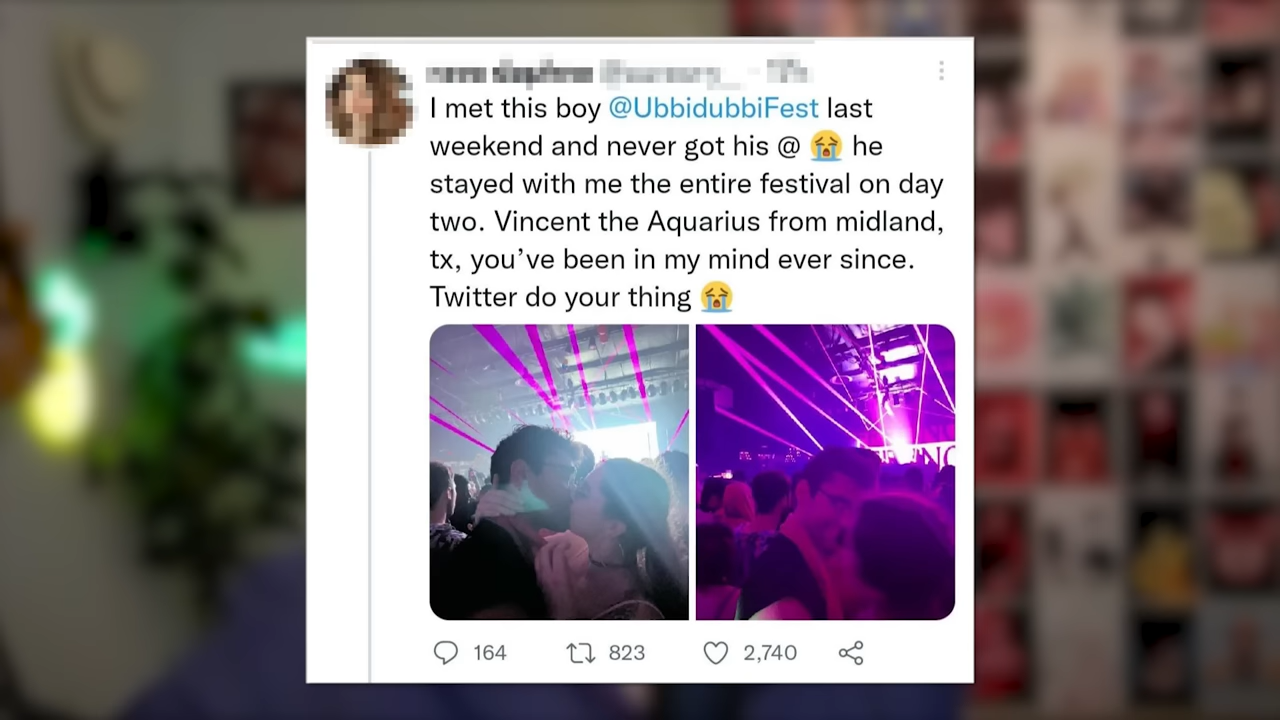 I met this boy @UbbidubbiFest last
weekend and never got his @ 😭 he
stayed with me the entire festival on day
two. Vincent the Aquarius from midland,
tx, you’ve been in my mind ever since.
Twitter do your thing 😭
164 823 2,740